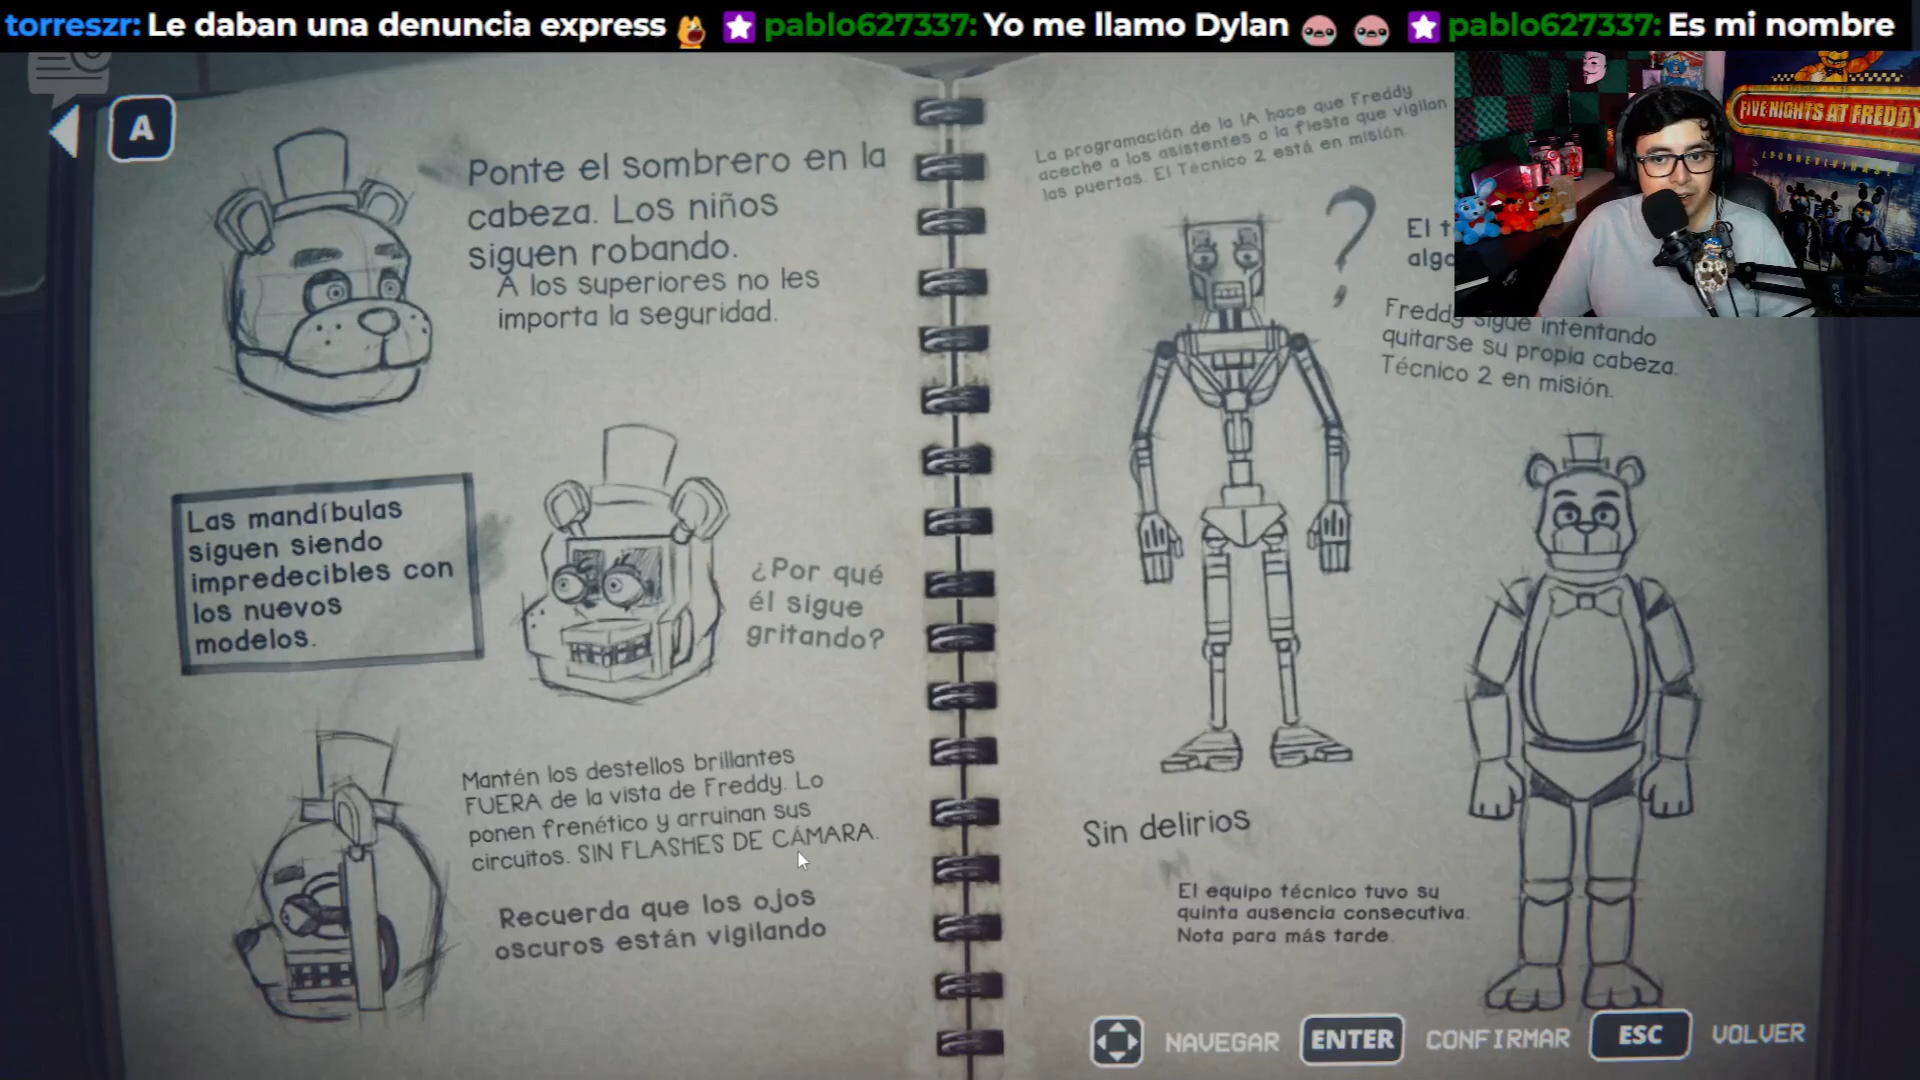 torreszr: Le daban una denuncia express pablo627337: Yo me llamo Dylan pablo627337: Es mi nombre
A
Ponte el sombrero en la
cabeza. Los niños
siguen robando.
A los superiores no les
importa la seguridad.
Las mandíbulas
siguen siendo
impredecibles con
los nuevos
modelos.
¿Por qué
él sigue
gritando?
Mantén los destellos brillantes
FUERA de la vista de Freddy. Lo
ponen frenético y arruinan sus
circuitos. SIN FLASHES DE CÁMARA.
Recuerda que los ojos
oscuros están vigilando
La programación de la IA hace que Freddy
aceche a los asistentes a la fiesta que vigilan
las puertas. El Técnico 2 está en misión.
?
El
Freddy sigue intentando
quitarse su propia cabeza.
Técnico 2 en misión.
Sin delirios
El equipo técnico tuvo su
quinta ausencia consecutiva.
Nota para más tarde.
FIVE NIGHTS AT FREDDY
NAVEGAR ENTER CONFIRMAR ESC VOLVER